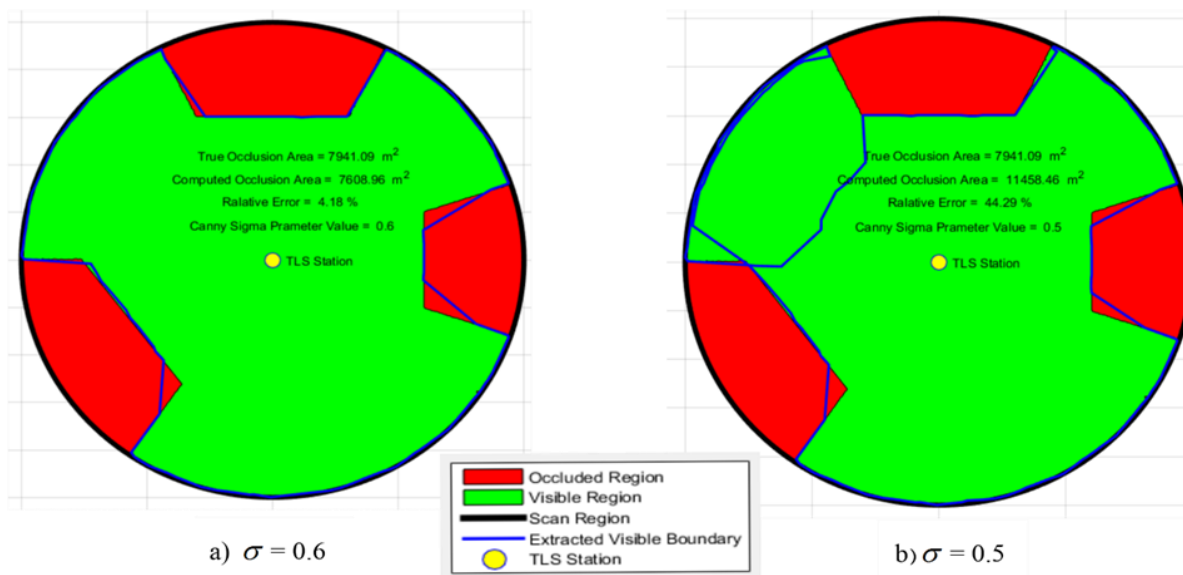 True Occlusion Area = 7941.09 m²
Computed Occlusion Area = 7608.96 m²
Ralative Error = 4.18 %
Canny Sigma Prameter Value = 0.6
TLS Station
True Occlusion Area = 7941.09 m²
Computed Occlusion Area = 11458.46 m²
Ralative Error = 44.29 %
Canny Sigma Prameter Value = 0.5
TLS Station
Occluded Region
Visible Region
Scan Region
Extracted Visible Boundary
TLS Station
a) σ = 0.6
b) σ = 0.5